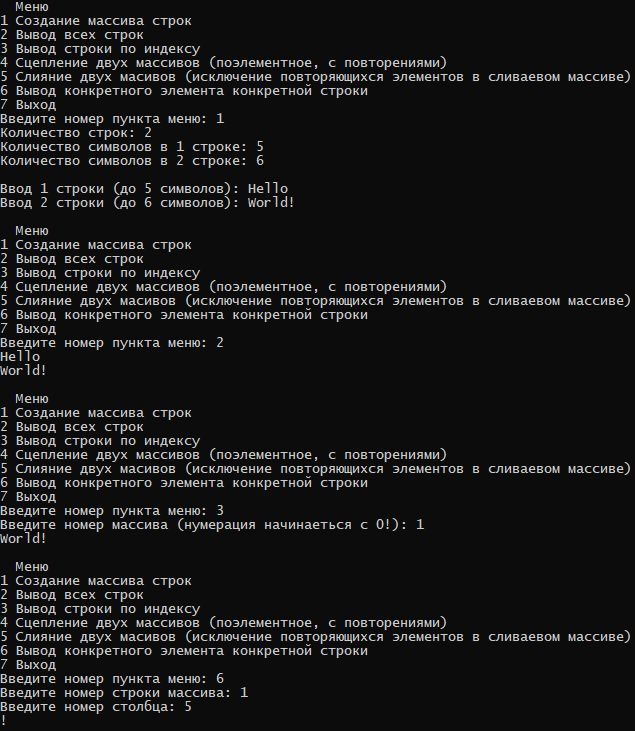 Меню
1 Создание массива строк
2 Вывод всех строк
3 Вывод строки по индексу
4 Сцепление двух массивов (поэлементное, с повторениями)
5 Слияние двух масивов (исключение повторяющихся элементов в сливаевом массиве)
6 Вывод конкретного элемента конкретной строки
7 Выход
Введите номер пункта меню: 1
Количество строк: 2
Количество символов в 1 строке: 5
Количество символов в 2 строке: 6
Ввод 1 строки (до 5 символов): Hello
Ввод 2 строки (до 6 символов): World!
Меню
1 Создание массива строк
2 Вывод всех строк
3 Вывод строки по индексу
4 Сцепление двух массивов (поэлементное, с повторениями)
5 Слияние двух масивов (исключение повторяющихся элементов в сливаевом массиве)
6 Вывод конкретного элемента конкретной строки
7 Выход
Введите номер пункта меню: 2
Hello
World!
Меню
1 Создание массива строк
2 Вывод всех строк
3 Вывод строки по индексу
4 Сцепление двух массивов (поэлементное, с повторениями)
5 Слияние двух масивов (исключение повторяющихся элементов в сливаевом массиве)
6 Вывод конкретного элемента конкретной строки
7 Выход
Введите номер пункта меню: 3
Введите номер массива (нумерация начинаеться с 0!): 1
World!
Меню
1 Создание массива строк
2 Вывод всех строк
3 Вывод строки по индексу
4 Сцепление двух массивов (поэлементное, с повторениями)
5 Слияние двух масивов (исключение повторяющихся элементов в сливаевом массиве)
6 Вывод конкретного элемента конкретной строки
7 Выход
Введите номер пункта меню: 6
Введите номер строки массива: 1
Введите номер столбца: 5
!